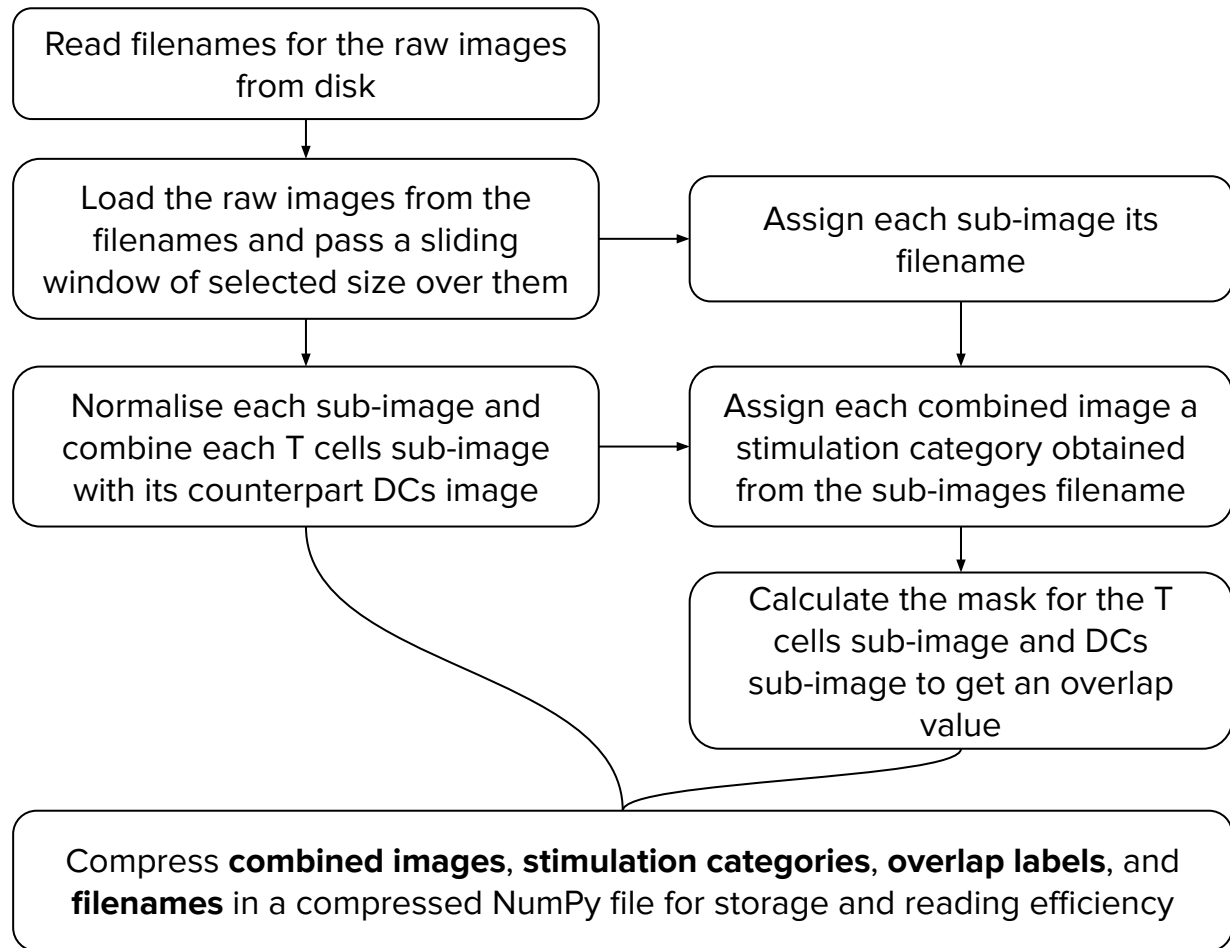 Read filenames for the raw images
from disk
Load the raw images from the
filenames and pass a sliding
window of selected size over them
Assign each sub-image its
filename
Normalise each sub-image and
combine each T cells sub-image
with its counterpart DCs image
Assign each combined image a
stimulation category obtained
from the sub-images filename
Calculate the mask for the T
cells sub-image and DCs
sub-image to get an overlap
value
Compress combined images, stimulation categories, overlap labels, and
filenames in a compressed NumPy file for storage and reading efficiency